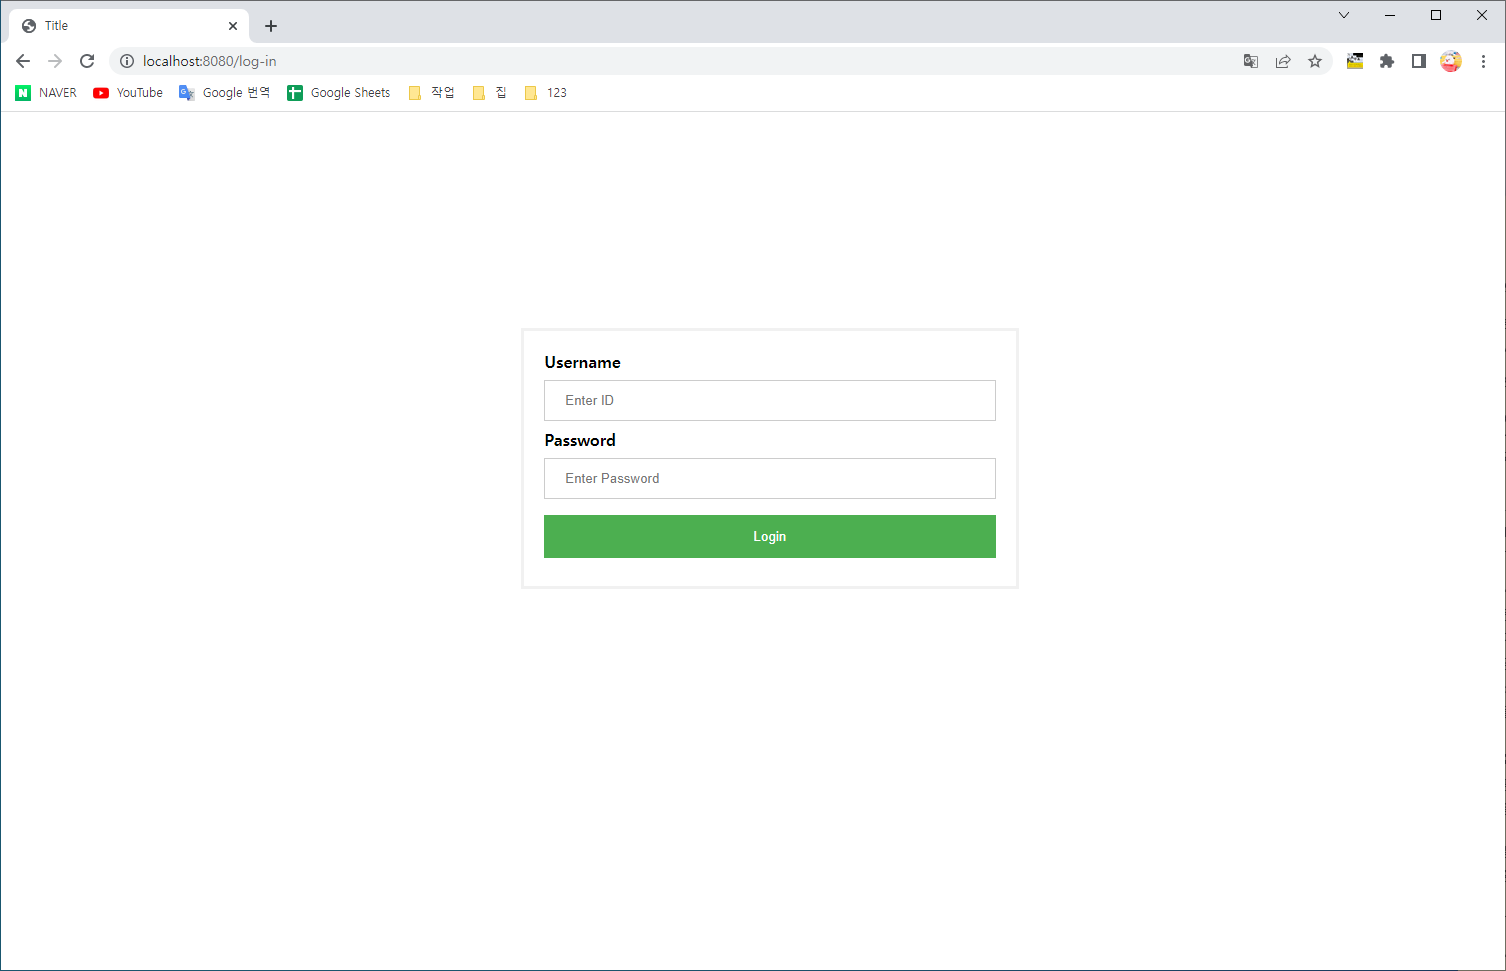 Title
localhost:8080/log-in
NAVER YouTube Google 번역 Google Sheets 작업 집 123
Username
Enter ID
Password
Enter Password
Login